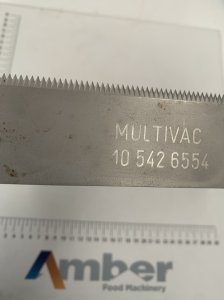 MULTIVAC
10 542 6554
Amber
Food Machinery